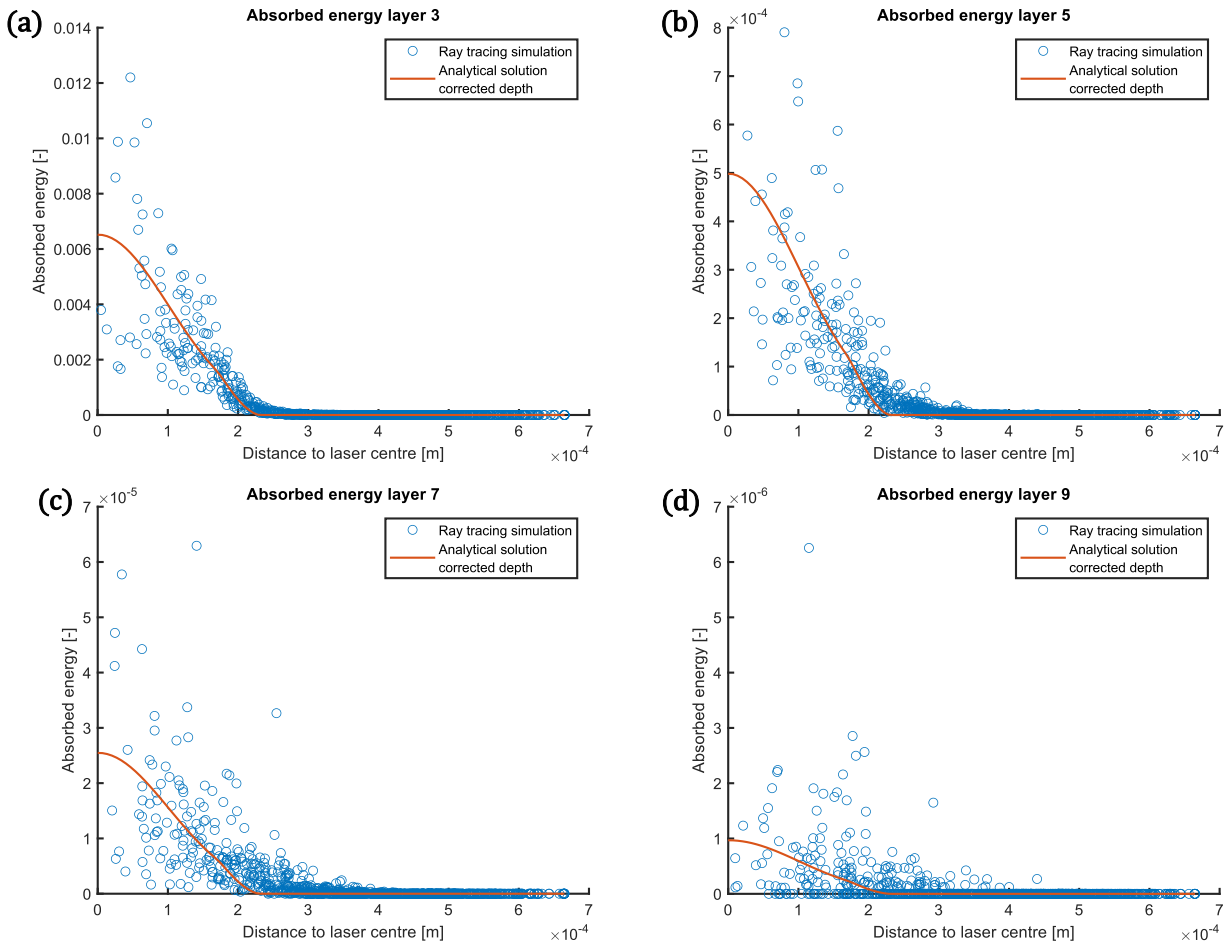 (a)
Absorbed energy layer 3
0.014
0.012
0.01
0.008
0.006
0.004
0.002
0
Absorbed energy [-]
Ray tracing simulation
Analytical solution
corrected depth
0 1 2 3 4 5 6 7
Distance to laser centre [m]
×10⁻⁴
(b)
×10⁻⁴
Absorbed energy layer 5
8
7
6
5
4
3
2
1
0
Absorbed energy [-]
Ray tracing simulation
Analytical solution
corrected depth
0 1 2 3 4 5 6 7
Distance to laser centre [m]
×10⁻⁴
(c)
×10⁻⁵
Absorbed energy layer 7
7
6
5
4
3
2
1
0
Absorbed energy [-]
Ray tracing simulation
Analytical solution
corrected depth
0 1 2 3 4 5 6 7
Distance to laser centre [m]
×10⁻⁴
(d)
×10⁻⁶
Absorbed energy layer 9
7
6
5
4
3
2
1
0
Absorbed energy [-]
Ray tracing simulation
Analytical solution
corrected depth
0 1 2 3 4 5 6 7
Distance to laser centre [m]
×10⁻⁴